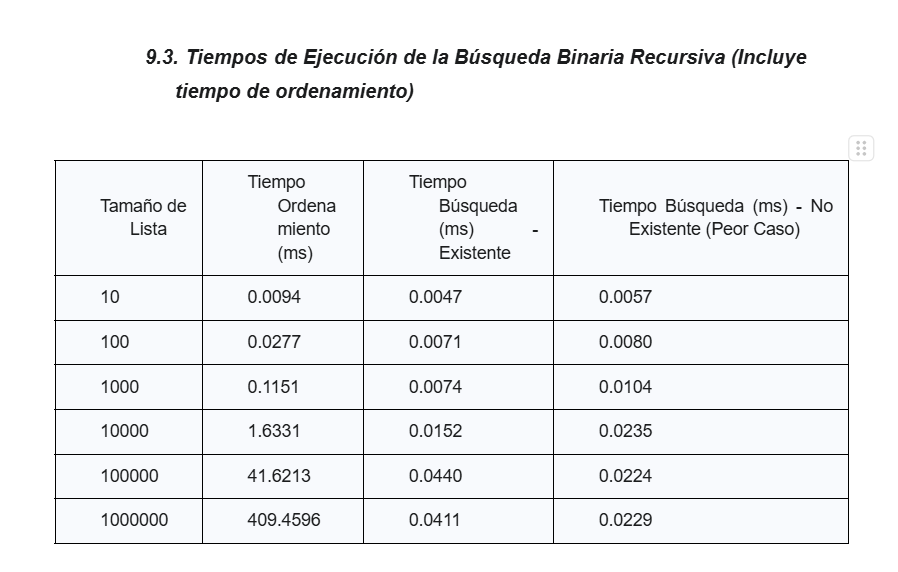 9.3. Tiempos de Ejecución de la Búsqueda Binaria Recursiva (Incluye
tiempo de ordenamiento)
Tamaño de
Lista
Tiempo
Ordena
miento
(ms)
Tiempo
Búsqueda
(ms) -
Existente
Tiempo Búsqueda (ms) - No
Existente (Peor Caso)
10 0.0094 0.0047 0.0057
100 0.0277 0.0071 0.0080
1000 0.1151 0.0074 0.0104
10000 1.6331 0.0152 0.0235
100000 41.6213 0.0440 0.0224
1000000 409.4596 0.0411 0.0229